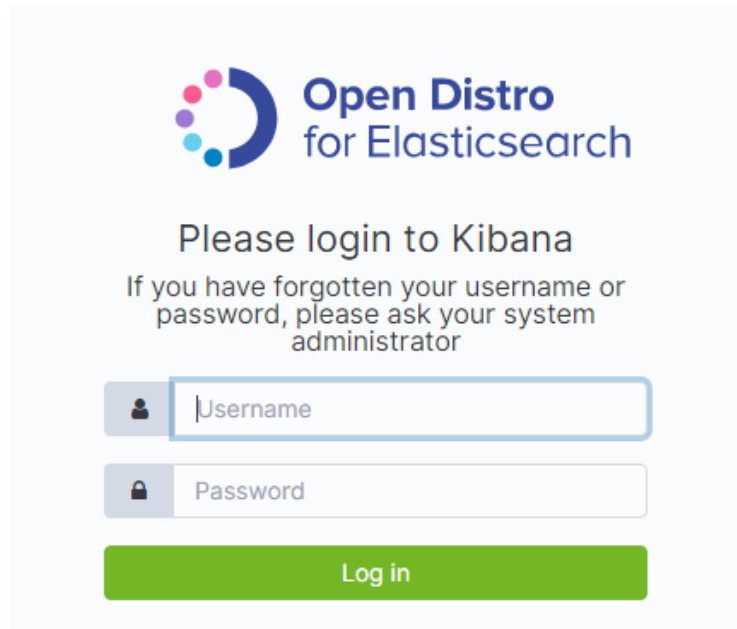 Open Distro
for Elasticsearch
Please login to Kibana
If you have forgotten your username or
password, please ask your system
administrator
Username
Password
Log in